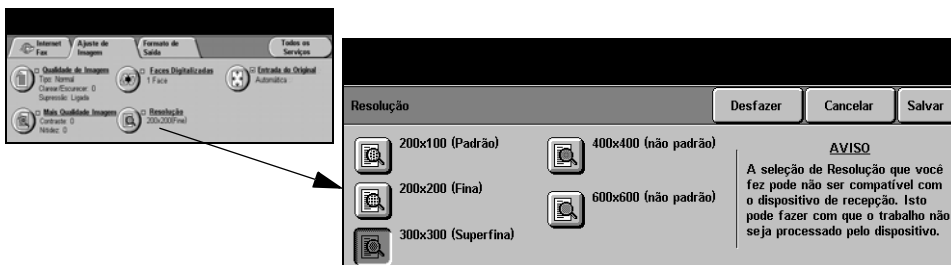 Internet Fax
Ajuste de Imagem
Formato de Saída
Todos os Serviços
Qualidade de Imagem
Tipo: Normal
Clarear/Escurecer: 0
Supressão: Ligada
Faces Digitalizadas
1 Face
Entrada do Original
Automática
Mais Qualidade Imagem
Contraste: 0
Nitidez: 0
Resolução
200x200(Fina)
Resolução
Desfazer
Cancelar
Salvar
200x100 (Padrão)
200x200 (Fina)
300x300 (Superfina)
400x400 (não padrão)
600x600 (não padrão)
AVISO
A seleção de Resolução que você
fez pode não ser compatível com
o dispositivo de recepção. Isto
pode fazer com que o trabalho não
seja processado pelo dispositivo.